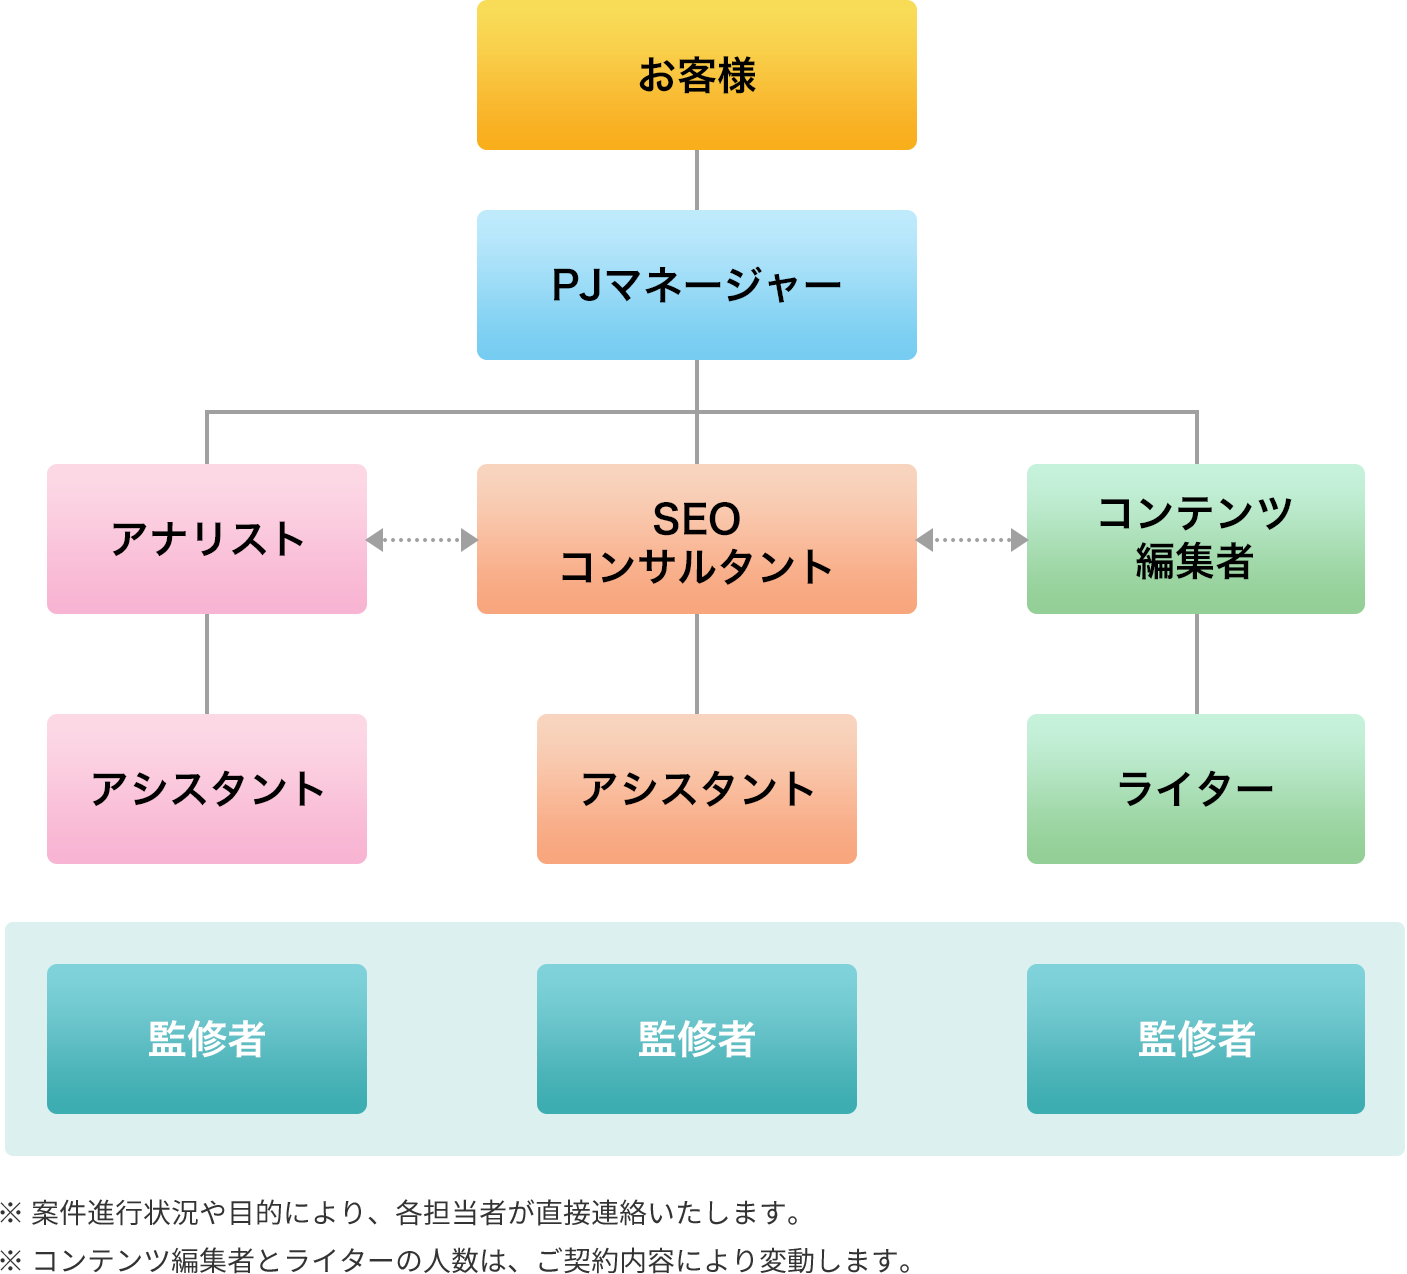 お客様
PJマネージャー
アナリスト
SEO
コンサルタント
コンテンツ
編集者
アシスタント
アシスタント
ライター
監修者
監修者
監修者
※ 案件進行状況や目的により、各担当者が直接連絡いたします。
※ コンテンツ編集者とライターの人数は、ご契約内容により変動します。